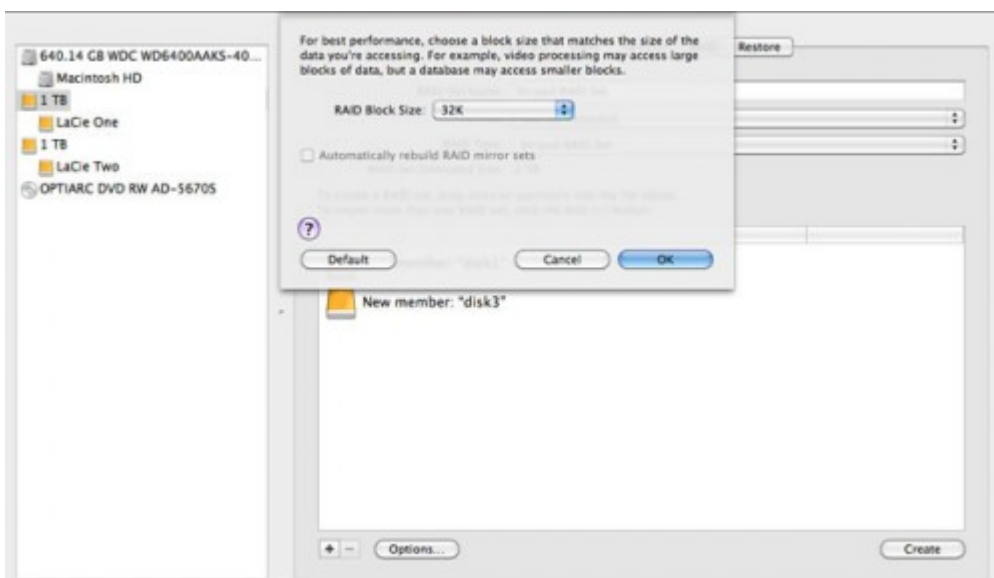 640.14 GB WDC WD6400AAKS-40...
Macintosh HD
1 TB
LaCie One
1 TB
LaCie Two
OPTIARC DVD RW AD-5670S
For best performance, choose a block size that matches the size of the
data you're accessing. For example, video processing may access large
blocks of data, but a database may access smaller blocks.
RAID Block Size: 32K
Automatically rebuild RAID mirror sets
?
Default
Cancel
OK
Restore
New member: "disk3"
+ -
Options...
Create